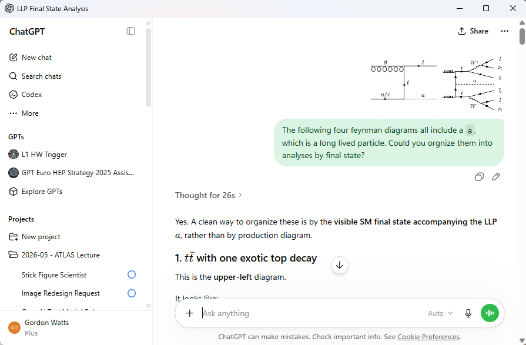 LLP Final State Analysis
ChatGPT
Share
New chat
Search chats
Codex
More
GPTs
L1 HW Trigger
GPT Euro HEP Strategy 2025 Assis...
Explore GPTs
Projects
New project
2026-05 - ATLAS Lecture
Stick Figure Scientist
Image Redesign Request
Gordon Watts
Plus
The following four feynman diagrams all include a a,
which is a long lived particle. Could you orgnize them into
analyses by final state?
Thought for 26s >
Yes. A clean way to organize these is by the visible SM final state accompanying the LLP
a, rather than by production diagram.
1. tt̄ with one exotic top decay
This is the upper-left diagram.
It looks like:
Ask anything
Auto
ChatGPT can make mistakes. Check important info. See Cookie Preferences.